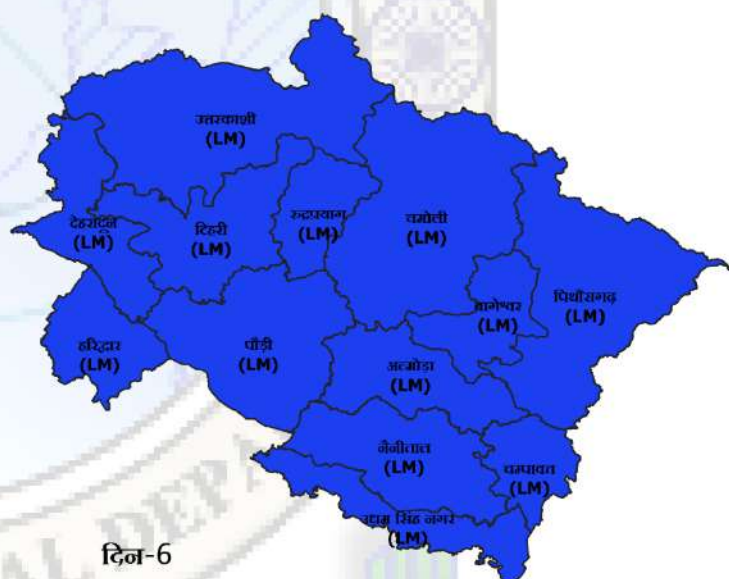 उत्तरकाशी
(LM)
देहरादून
(LM)
टिहरी
(LM)
रुद्रप्रयाग
(LM)
चमोली
(LM)
बागेश्वर
(LM)
पिथौरागढ़
(LM)
हरिद्वार
(LM)
पौड़ी
(LM)
अल्मोड़ा
(LM)
नैनीताल
(LM)
चम्पावत
(LM)
उधम सिंह नगर
(LM)
दिन-6